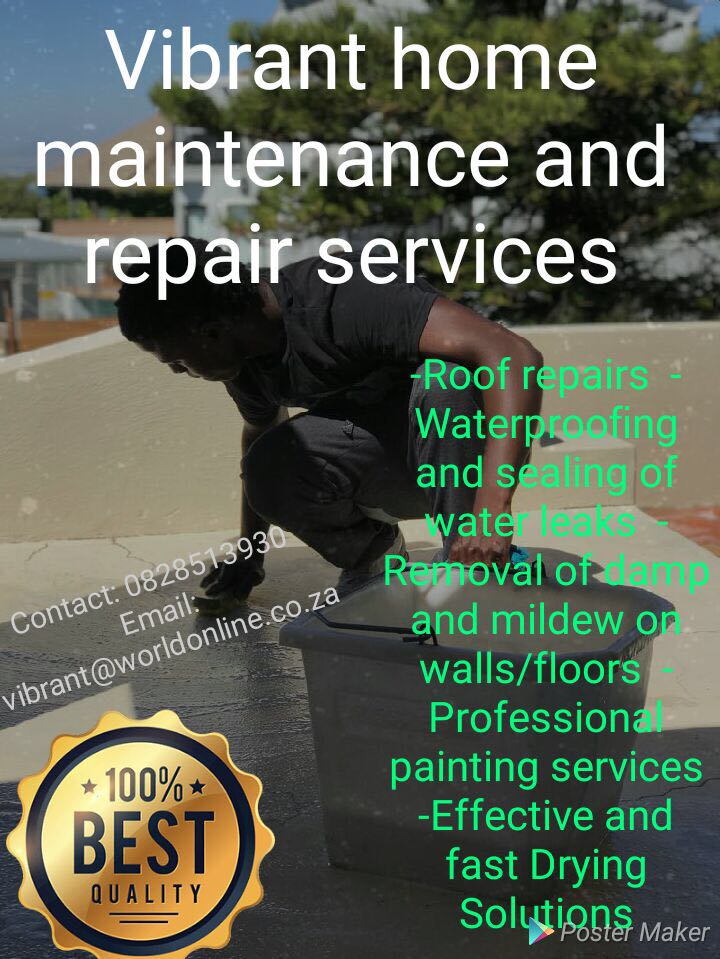 Vibrant home
maintenance and
repair services
-Roof repairs -
Waterproofing
and sealing of
water leaks -
Removal of damp
and mildew on
walls/floors -
Professional
painting services
-Effective and
fast Drying
Solutions
Contact: 0828513930
Email:
vibrant@worldonline.co.za
100%
BEST
QUALITY
Poster Maker